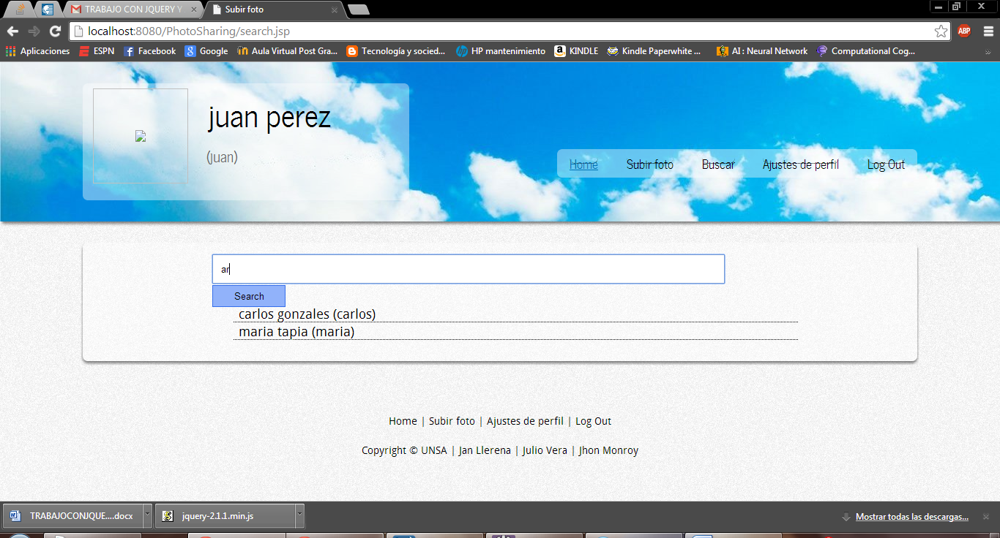 TRABAJO CON JQUERY Y
Subir foto
localhost:8080/PhotoSharing/search.jsp
ABP
Aplicaciones
ESPN
Facebook
Google
Aula Virtual Post Gra...
Tecnología y socied...
HP mantenimiento
KINDLE
Kindle Paperwhite ...
AI : Neural Network
Computational Cog...
»
juan perez
(juan)
Home Subir foto Buscar Ajustes de perfil Log Out
ar
Search
carlos gonzales (carlos)
maria tapia (maria)
Home | Subir foto | Ajustes de perfil | Log Out
Copyright © UNSA | Jan Llerena | Julio Vera | Jhon Monroy
TRABAJOCONJQUE....docx
jquery-2.1.1.min.js
Mostrar todas las descargas...